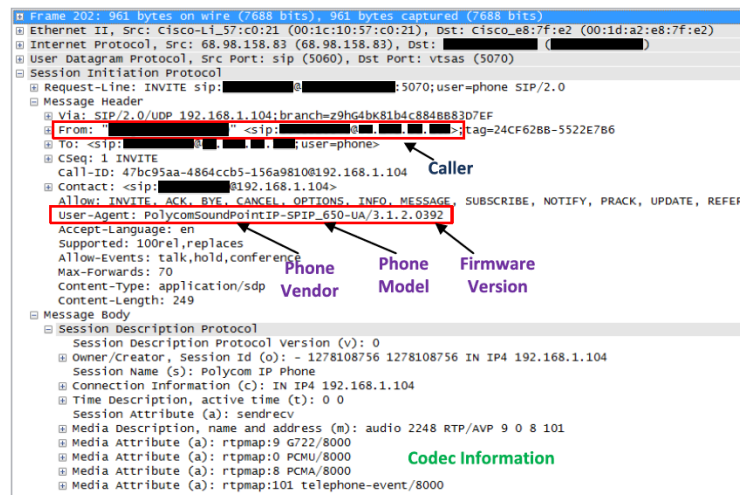 Frame 202: 961 bytes on wire (7688 bits), 961 bytes captured (7688 bits)
Ethernet II, Src: Cisco-Li_57:c0:21 (00:1c:10:57:c0:21), Dst: Cisco_e8:7f:e2 (00:1d:a2:e8:7f:e2)
Internet Protocol, Src: 68.98.158.83 (68.98.158.83), Dst: ( )
User Datagram Protocol, Src Port: sip (5060), Dst Port: vtsas (5070)
Session Initiation Protocol
Request-Line: INVITE sip: @ :5070;user=phone SIP/2.0
Message Header
Via: SIP/2.0/UDP 192.168.1.104;branch=z9hG4bK81b4c884BB83D7EF
From: " " <sip: @ . . . >;tag=24CF62BB-5522E7B6
To: <sip: @ . . . ;user=phone>
CSeq: 1 INVITE
Caller
Call-ID: 47bc95aa-4864ccb5-156a9810@192.168.1.104
Contact: <sip: @192.168.1.104>
Allow: INVITE, ACK, BYE, CANCEL, OPTIONS, INFO, MESSAGE, SUBSCRIBE, NOTIFY, PRACK, UPDATE, REFER
User-Agent: PolycomSoundPointIP-SPIP_650-UA/3.1.2.0392
Accept-Language: en
Supported: 100rel,replaces
Allow-Events: talk,hold,conference
Phone Vendor
Phone Model
Firmware Version
Max-Forwards: 70
Content-Type: application/sdp
Content-Length: 249
Message Body
Session Description Protocol
Session Description Protocol Version (v): 0
Owner/Creator, Session Id (o): - 1278108756 1278108756 IN IP4 192.168.1.104
Session Name (s): Polycom IP Phone
Connection Information (c): IN IP4 192.168.1.104
Time Description, active time (t): 0 0
Session Attribute (a): sendrecv
Media Description, name and address (m): audio 2248 RTP/AVP 9 0 8 101
Media Attribute (a): rtpmap:9 G722/8000
Media Attribute (a): rtpmap:0 PCMU/8000
Codec Information
Media Attribute (a): rtpmap:8 PCMA/8000
Media Attribute (a): rtpmap:101 telephone-event/8000